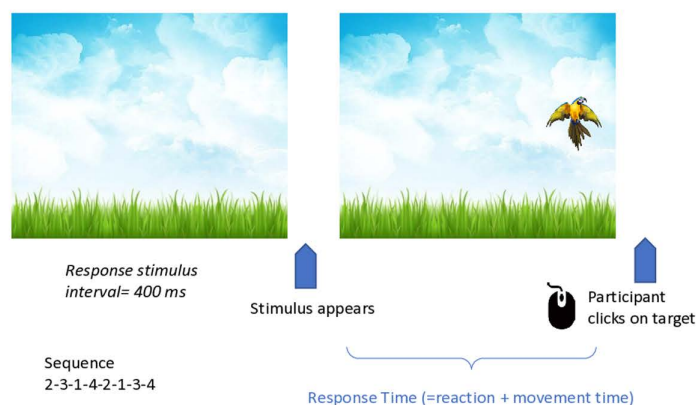 Response stimulus
interval= 400 ms
Stimulus appears
Participant
clicks on target
Sequence
2-3-1-4-2-1-3-4
Response Time (=reaction + movement time)